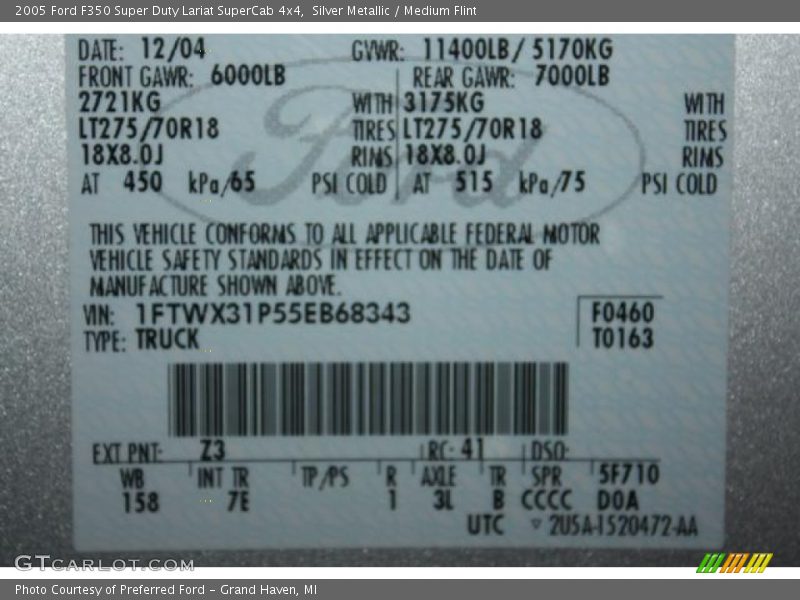 2005 Ford F350 Super Duty Lariat SuperCab 4x4, Silver Metallic / Medium Flint
DATE: 12/04 GVWR: 11400LB/ 5170KG
FRONT GAWR: 6000LB REAR GAWR: 7000LB
2721KG WITH 3175KG WITH
LT275/70R18 TIRES LT275/70R18 TIRES
18X8.0J RIMS 18X8.0J RIMS
AT 450 kPa/65 PSI COLD AT 515 kPa/75 PSI COLD
Ford
THIS VEHICLE CONFORMS TO ALL APPLICABLE FEDERAL MOTOR
VEHICLE SAFETY STANDARDS IN EFFECT ON THE DATE OF
MANUFACTURE SHOWN ABOVE.
VIN: 1FTWX31P55EB68343 F0460
TYPE: TRUCK T0163
EXT PNT: Z3 RC: 41 DSO:
WB INT TR TP/PS R AXLE TR SPR 5F710
158 7E 1 3L B CCCC D0A
UTC ▽ 2U5A-1520472-AA
GTCARLOT.COM
Photo Courtesy of Preferred Ford - Grand Haven, MI